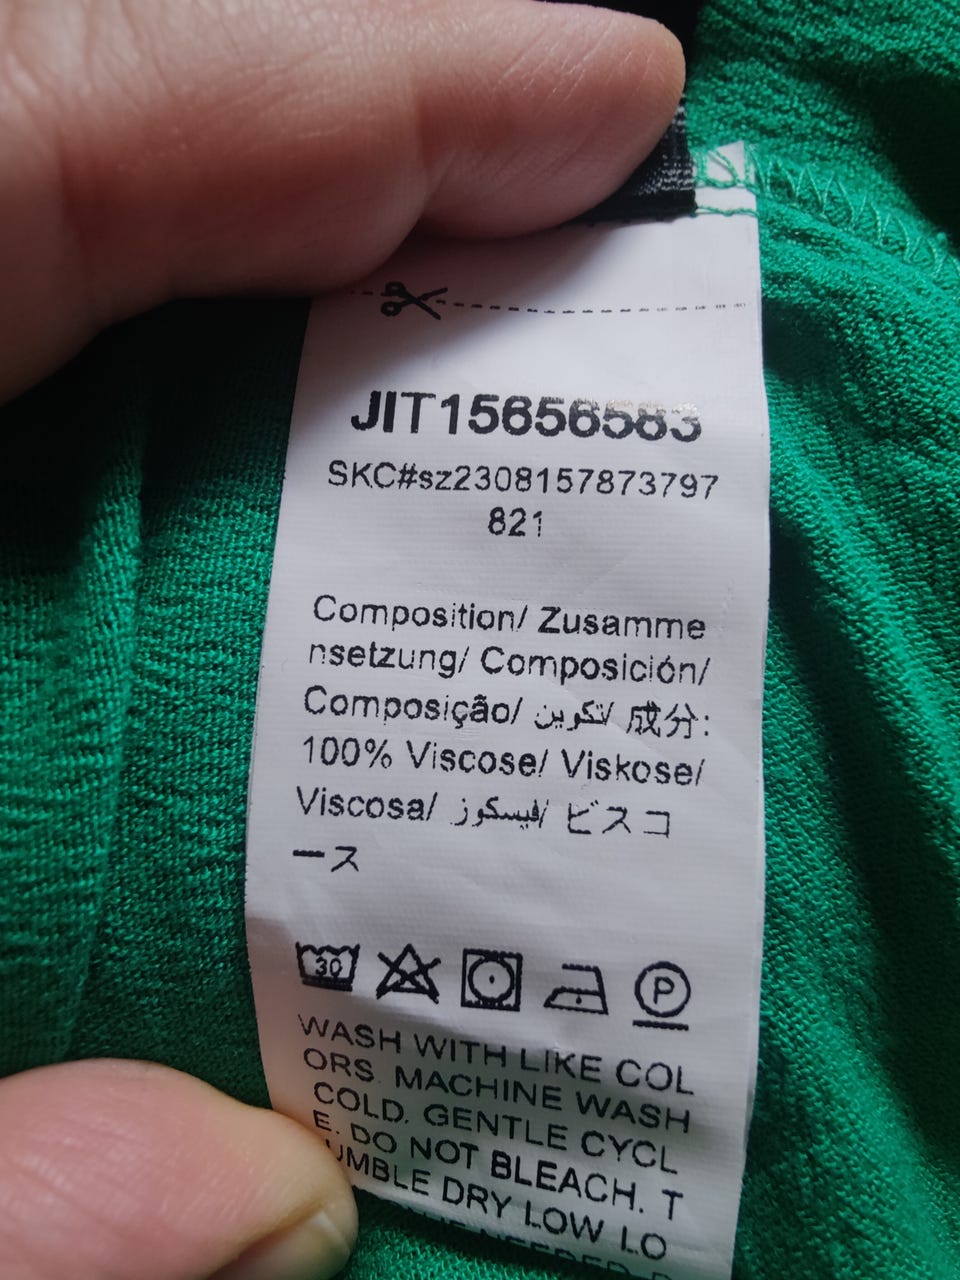 JIT15656583
SKC#sz2308157873797
821
Composition/ Zusamme
nsetzung/ Composición/
Composição/ تكوين/ 成分:
100% Viscose/ Viskose/
Viscosa/ فيسكوز/ ビスコ
ース
30
P
WASH WITH LIKE COL
ORS. MACHINE WASH
COLD. GENTLE CYCL
E. DO NOT BLEACH. T
UMBLE DRY LOW LO